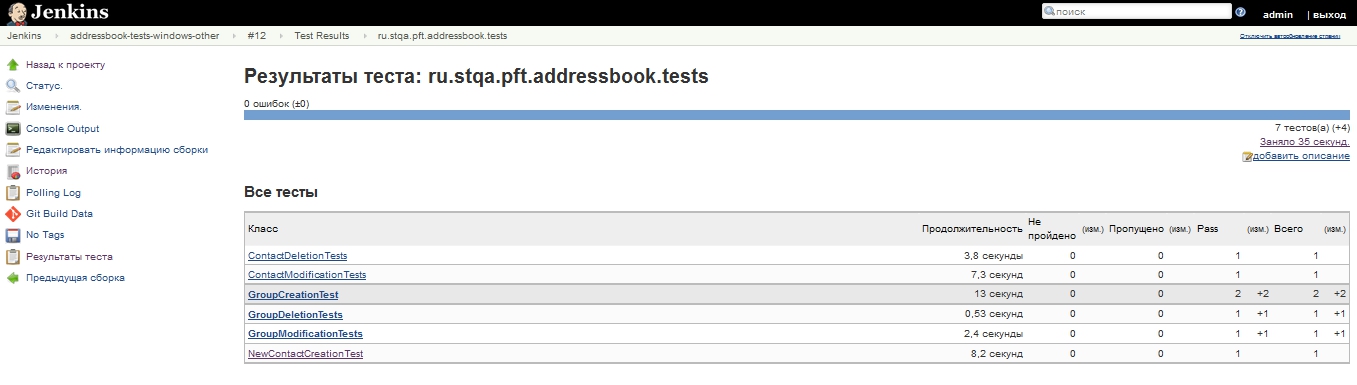 Jenkins
поиск
admin | выход
Jenkins addressbook-tests-windows-other #12 Test Results ru.stqa.pft.addressbook.tests
Отключить автообновление страниц
Назад к проекту
Статус.
Изменения.
Console Output
Редактировать информацию сборки
История
Polling Log
Git Build Data
No Tags
Результаты теста
Предыдущая сборка
Результаты теста: ru.stqa.pft.addressbook.tests
0 ошибок (±0)
7 тестов(а) (+4)
Заняло 35 секунд.
добавить описание
Все тесты
Класс Продолжительность Не пройдено (изм.) Пропущено (изм.) Pass (изм.) Всего (изм.)
ContactDeletionTests 3,8 секунды 0 0 1 1
ContactModificationTests 7,3 секунд 0 0 1 1
GroupCreationTest 13 секунд 0 0 2 +2 2 +2
GroupDeletionTests 0,53 секунд 0 0 1 +1 1 +1
GroupModificationTests 2,4 секунды 0 0 1 +1 1 +1
NewContactCreationTest 8,2 секунд 0 0 1 1